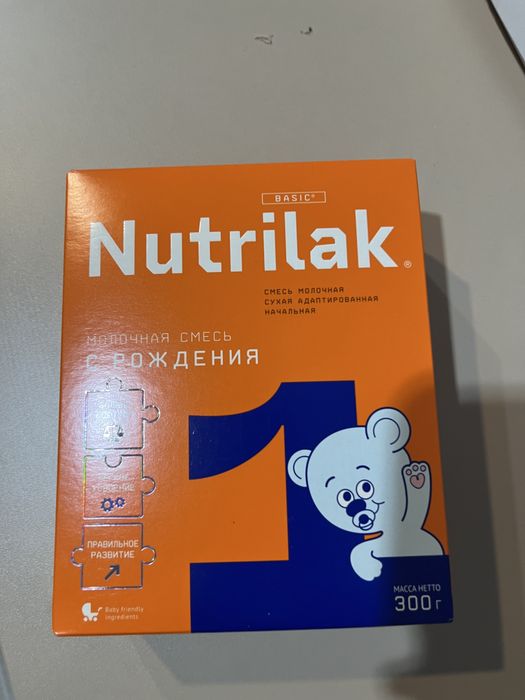 BASIC®
Nutrilak®
СМЕСЬ МОЛОЧНАЯ
СУХАЯ АДАПТИРОВАННАЯ
НАЧАЛЬНАЯ
МОЛОЧНАЯ СМЕСЬ
С РОЖДЕНИЯ
1
ПРАВИЛЬНОЕ
РАЗВИТИЕ
Baby friendly
ingredients
МАССА НЕТТО
300 г